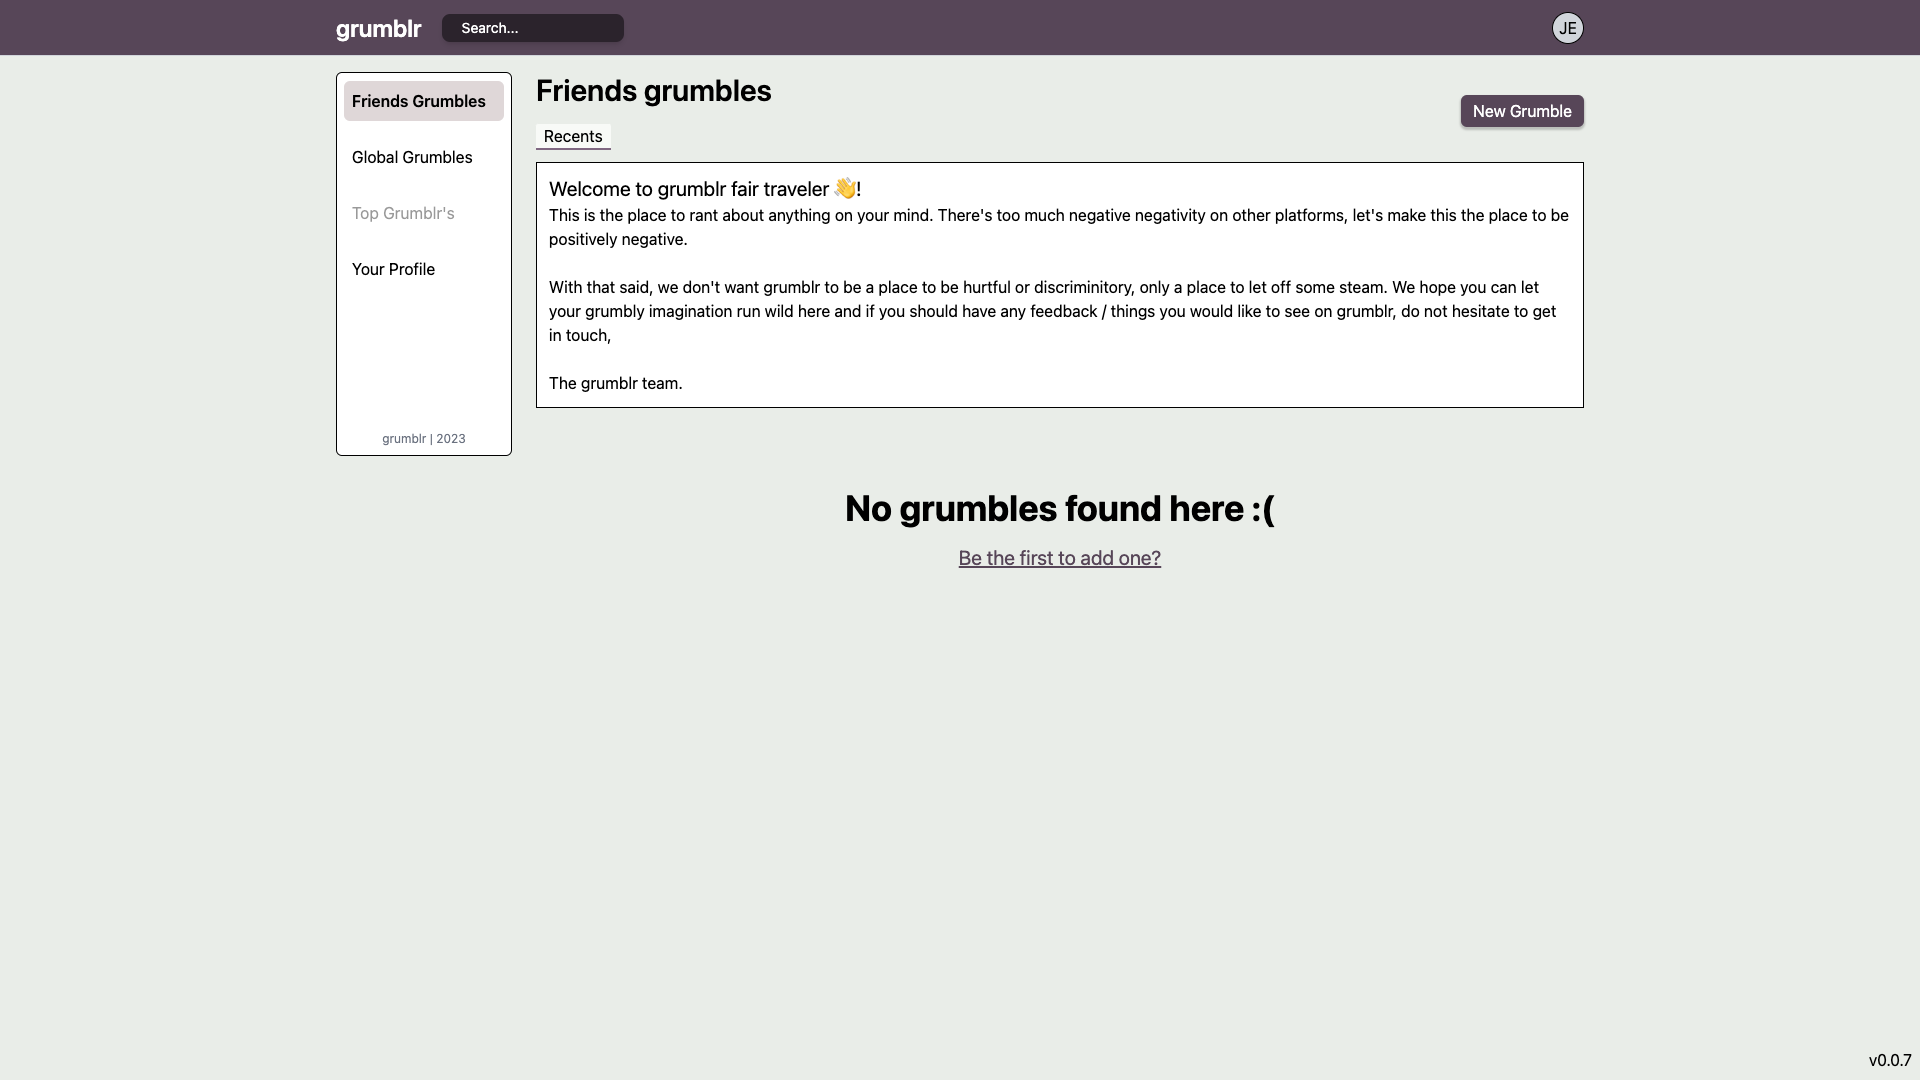 grumblr
Search...
JE
Friends Grumbles
Global Grumbles
Top Grumblr's
Your Profile
grumblr | 2023
Friends grumbles
New Grumble
Recents
Welcome to grumblr fair traveler 👋!
This is the place to rant about anything on your mind. There's too much negative negativity on other platforms, let's make this the place to be
positively negative.
With that said, we don't want grumblr to be a place to be hurtful or discriminitory, only a place to let off some steam. We hope you can let
your grumbly imagination run wild here and if you should have any feedback / things you would like to see on grumblr, do not hesitate to get
in touch,
The grumblr team.
No grumbles found here :(
Be the first to add one?
v0.0.7